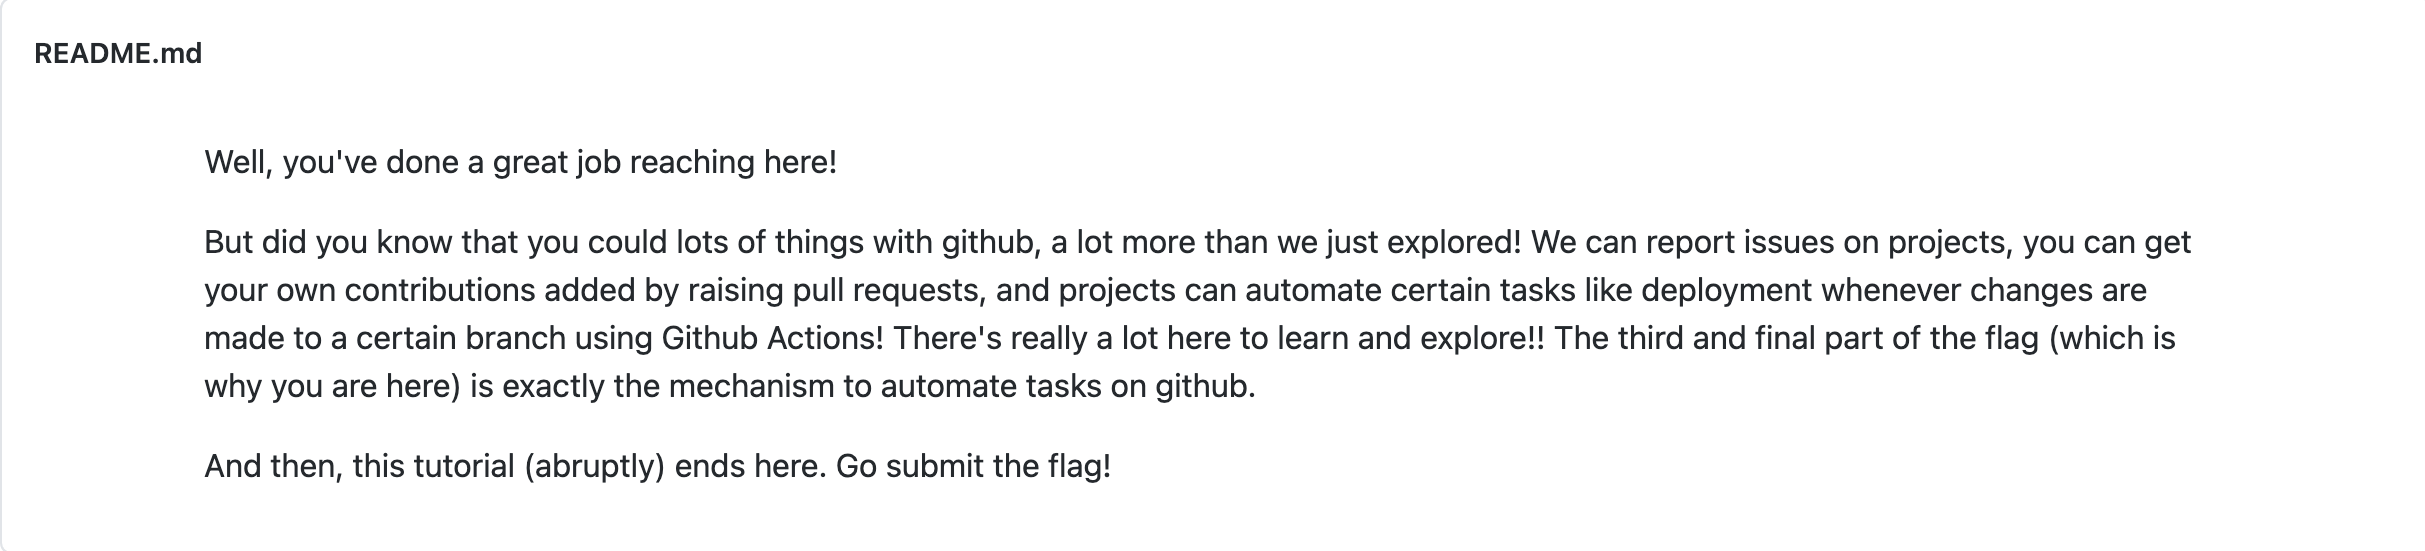 README.md
Well, you've done a great job reaching here!
But did you know that you could lots of things with github, a lot more than we just explored! We can report issues on projects, you can get
your own contributions added by raising pull requests, and projects can automate certain tasks like deployment whenever changes are
made to a certain branch using Github Actions! There's really a lot here to learn and explore!! The third and final part of the flag (which is
why you are here) is exactly the mechanism to automate tasks on github.
And then, this tutorial (abruptly) ends here. Go submit the flag!